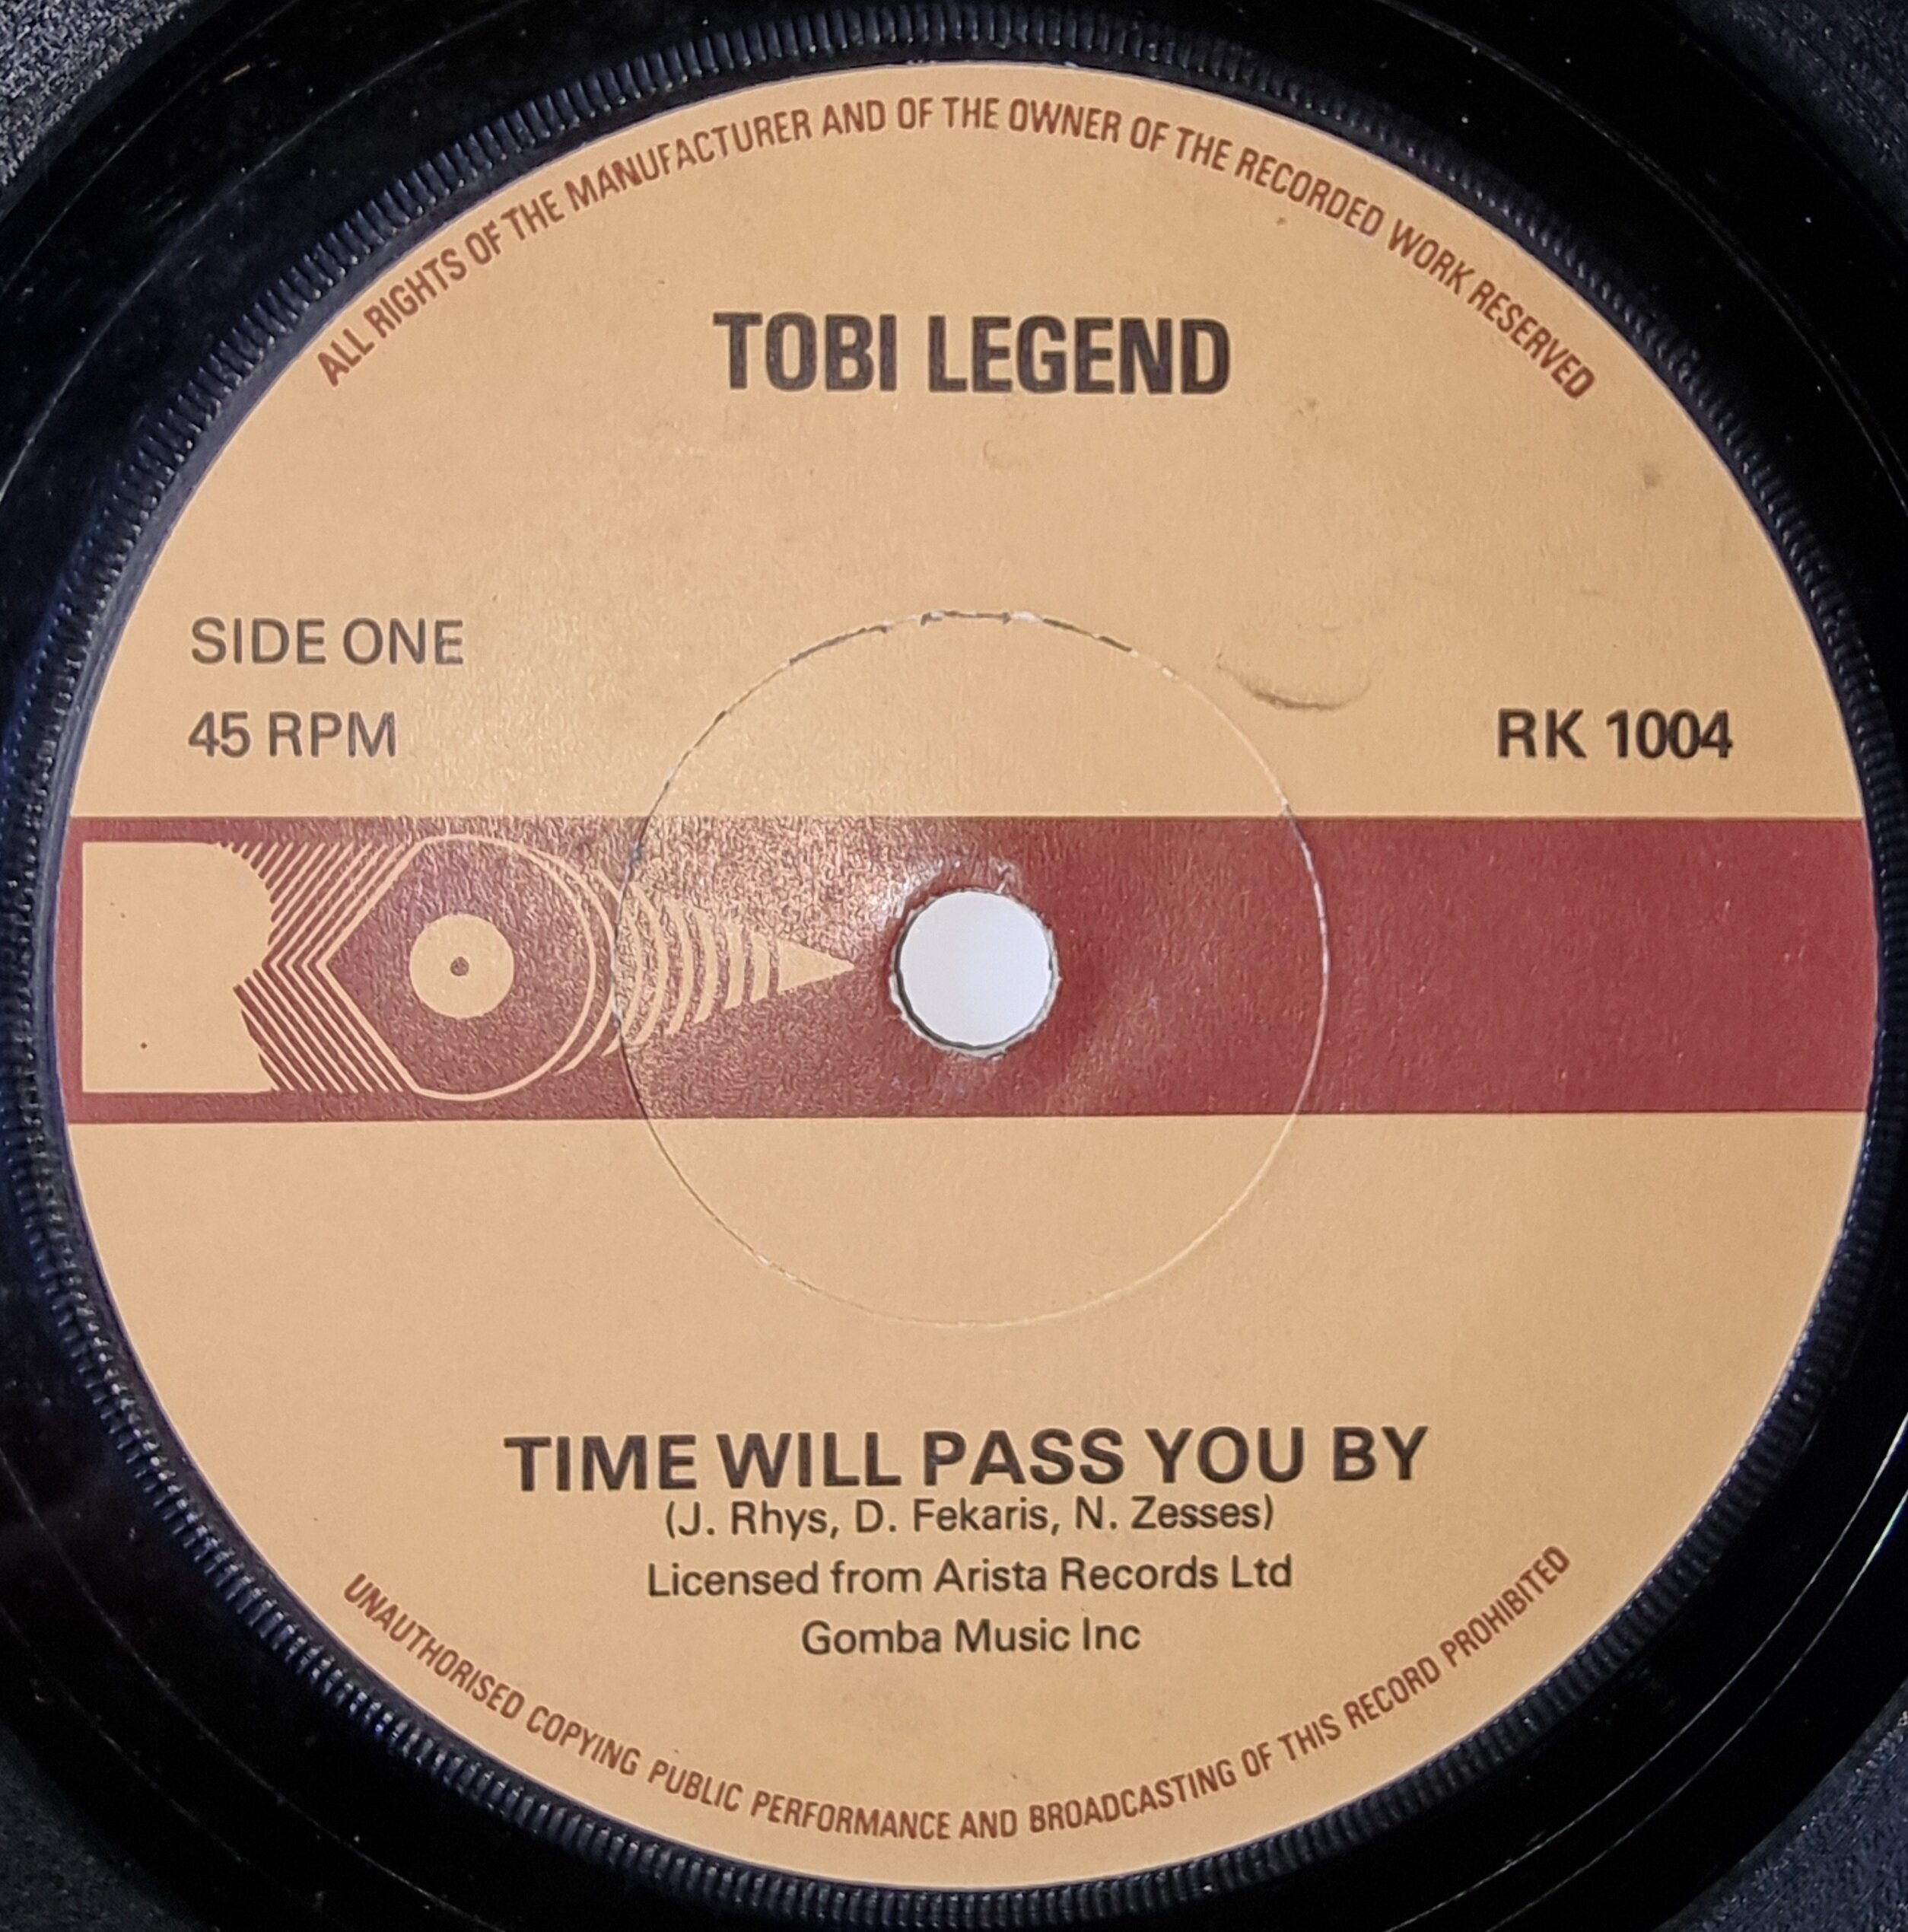 ALL RIGHTS OF THE MANUFACTURER AND OF THE OWNER OF THE RECORDED WORK RESERVED
TOBI LEGEND
SIDE ONE
45 RPM
RK 1004
TIME WILL PASS YOU BY
(J. Rhys, D. Fekaris, N. Zesses)
Licensed from Arista Records Ltd
Gomba Music Inc
UNAUTHORISED COPYING PUBLIC PERFORMANCE AND BROADCASTING OF THIS RECORD PROHIBITED